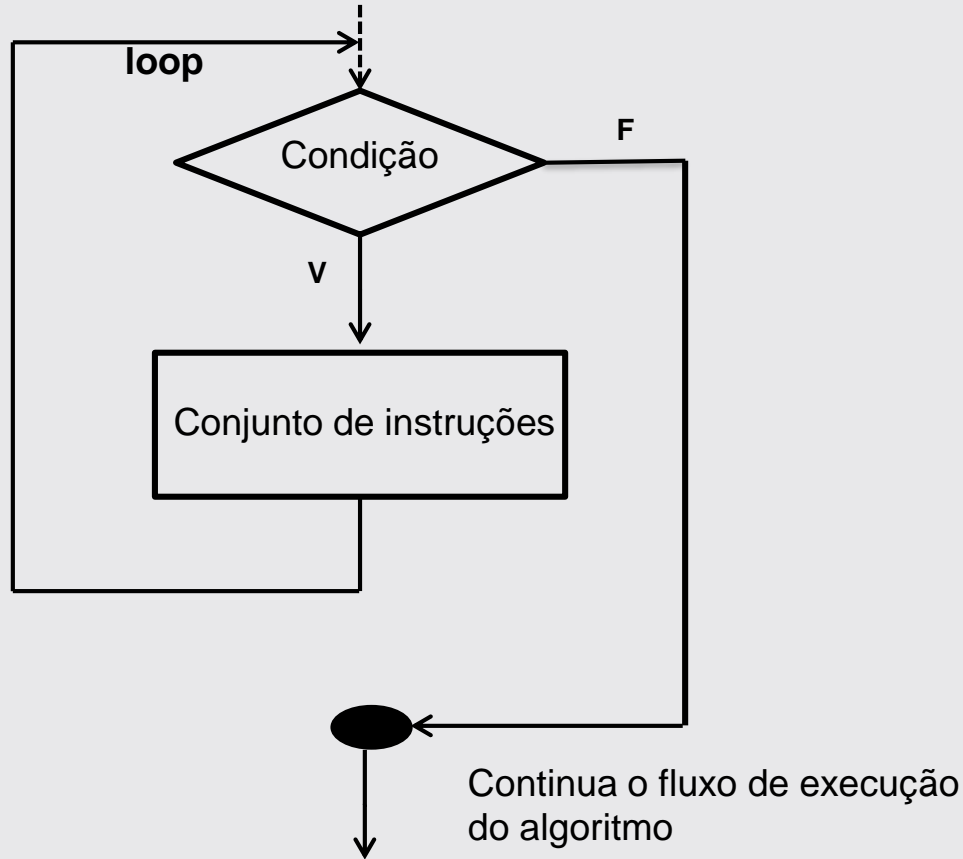 loop
Condição
F
V
Conjunto de instruções
Continua o fluxo de execução
do algoritmo